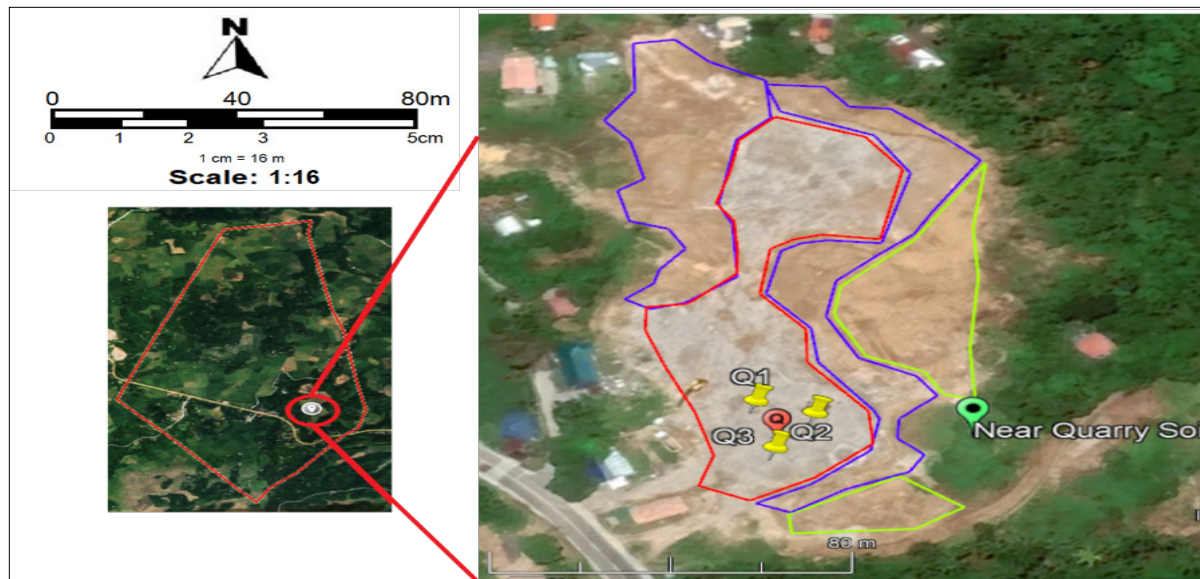 N
0 40 80m
0 1 2 3 5cm
1 cm = 16 m
Scale: 1:16
Q1
Q
Q3 Q2
Near Quarry Soi
80 m